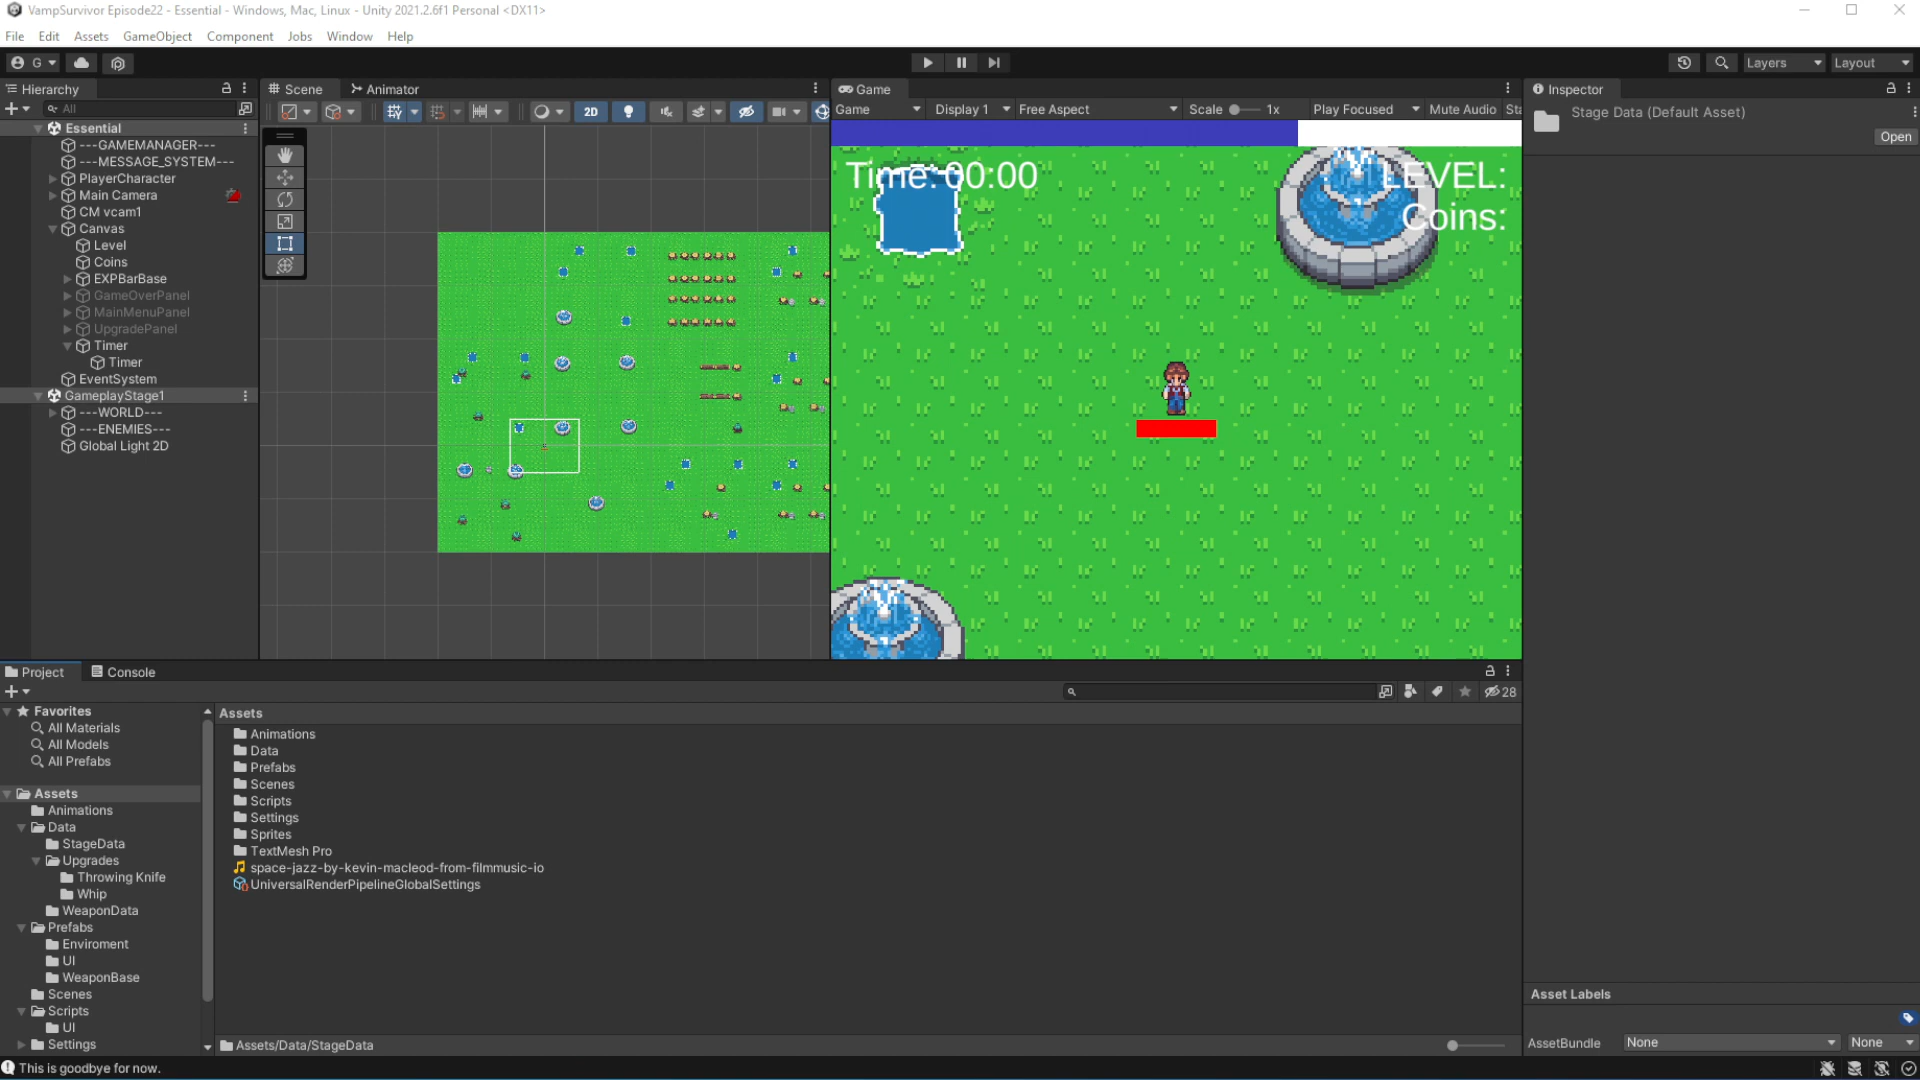 VampSurvivor Episode22 - Essential - Windows, Mac, Linux - Unity 2021.2.6f1 Personal <DX11>
File Edit Assets GameObject Component Jobs Window Help
G Layers Layout
Hierarchy
All
Essential
---GAMEMANAGER---
---MESSAGE_SYSTEM---
PlayerCharacter
Main Camera
CM vcam1
Canvas
Level
Coins
EXPBarBase
GameOverPanel
MainMenuPanel
UpgradePanel
Timer
Timer
EventSystem
GameplayStage1
---WORLD---
---ENEMIES---
Global Light 2D
Scene Animator
2D
Game
Game Display 1 Free Aspect Scale 1x Play Focused Mute Audio Sta
Time: 00:00
LEVEL:
Coins:
Inspector
Stage Data (Default Asset)
Open
Project Console
28
Favorites
All Materials
All Models
All Prefabs
Assets
Animations
Data
StageData
Upgrades
Throwing Knife
Whip
WeaponData
Prefabs
Enviroment
UI
WeaponBase
Scenes
Scripts
UI
Settings
Assets
Animations
Data
Prefabs
Scenes
Scripts
Settings
Sprites
TextMesh Pro
space-jazz-by-kevin-macleod-from-filmmusic-io
UniversalRenderPipelineGlobalSettings
Assets/Data/StageData
Asset Labels
AssetBundle None None
This is goodbye for now.